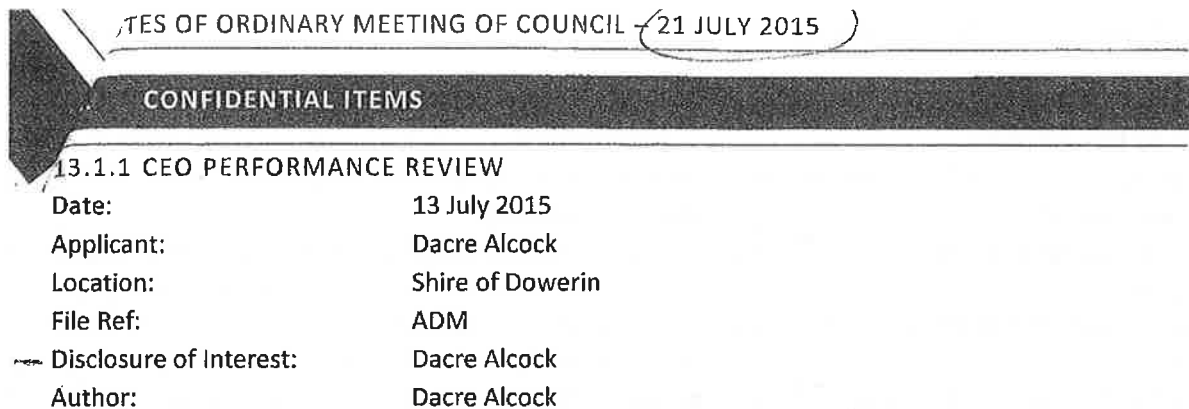 TES OF ORDINARY MEETING OF COUNCIL – 21 JULY 2015
CONFIDENTIAL ITEMS
13.1.1 CEO PERFORMANCE REVIEW
Date: 13 July 2015
Applicant: Dacre Alcock
Location: Shire of Dowerin
File Ref: ADM
Disclosure of Interest: Dacre Alcock
Author: Dacre Alcock